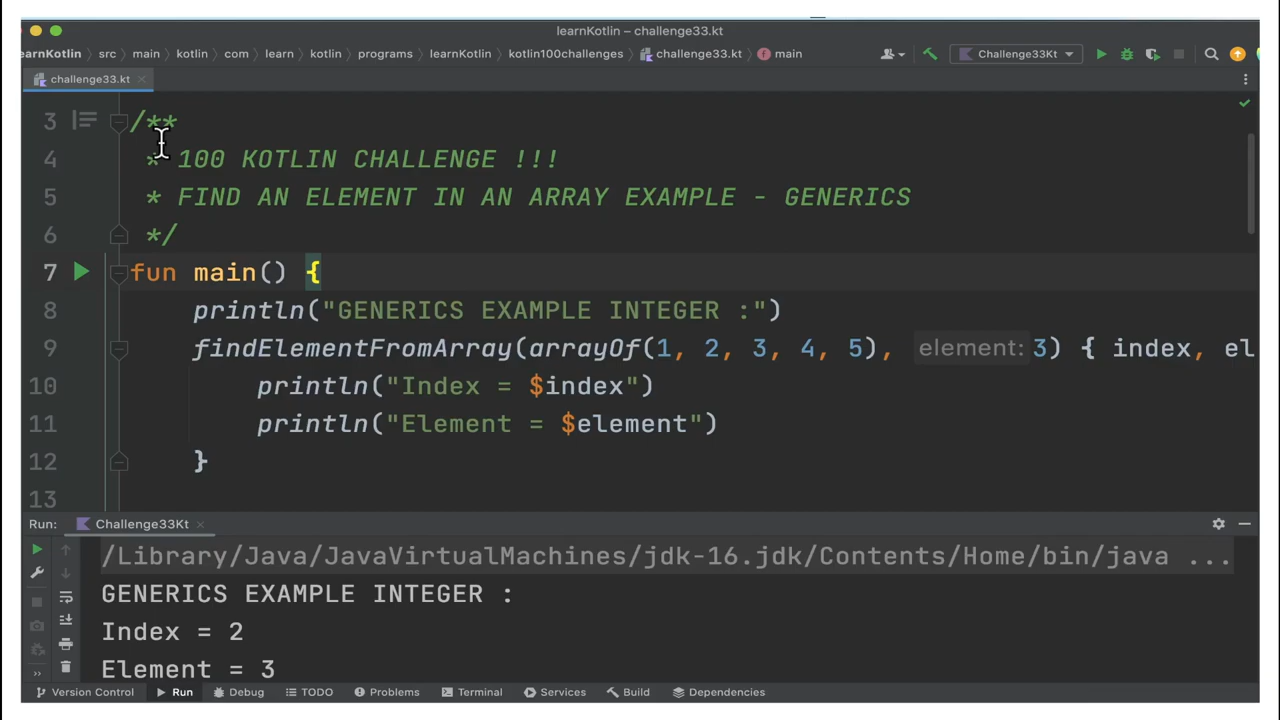 learnKotlin – challenge33.kt
earnKotlin › src › main › kotlin › com › learn › kotlin › programs › learnKotlin › kotlin100challenges › challenge33.kt › main
Challenge33Kt
challenge33.kt
3 /**
4 * 100 KOTLIN CHALLENGE !!!
5 * FIND AN ELEMENT IN AN ARRAY EXAMPLE - GENERICS
6 */
7 fun main() {
8 println("GENERICS EXAMPLE INTEGER :")
9 findElementFromArray(arrayOf(1, 2, 3, 4, 5), element: 3) { index, el
10 println("Index = $index")
11 println("Element = $element")
12 }
13
Run: Challenge33Kt
/Library/Java/JavaVirtualMachines/jdk-16.jdk/Contents/Home/bin/java ...
GENERICS EXAMPLE INTEGER :
Index = 2
Element = 3
Version Control Run Debug TODO Problems Terminal Services Build Dependencies